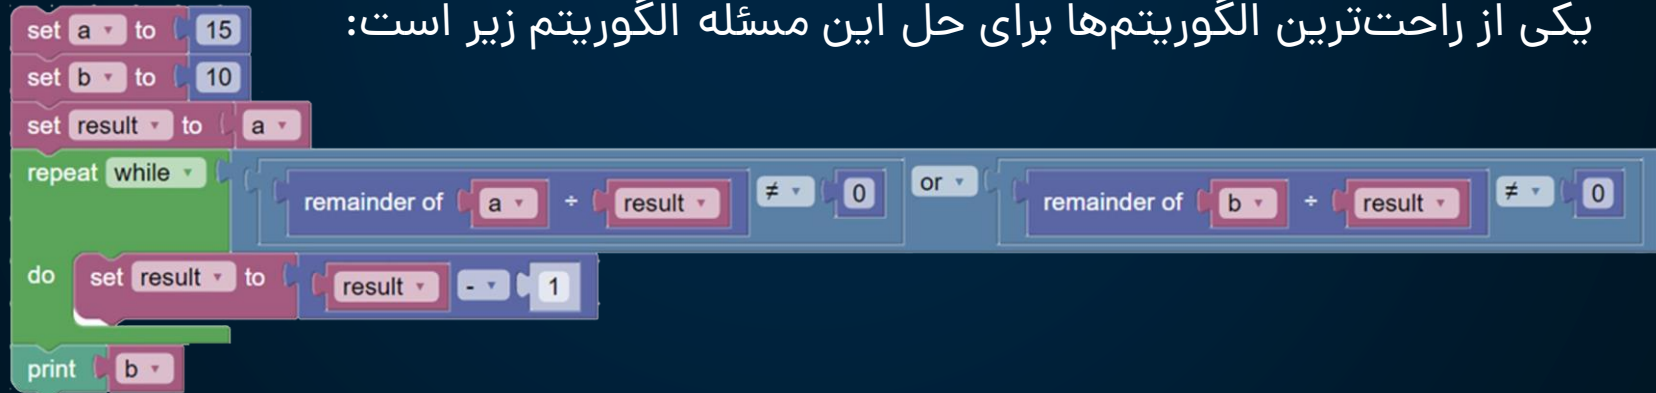 یکی از راحت‌ترین الگوریتم‌ها برای حل این مسئله الگوریتم زیر است:
set a to 15
set b to 10
set result to a
repeat while remainder of a ÷ result ≠ 0 or remainder of b ÷ result ≠ 0
do set result to result - 1
print b